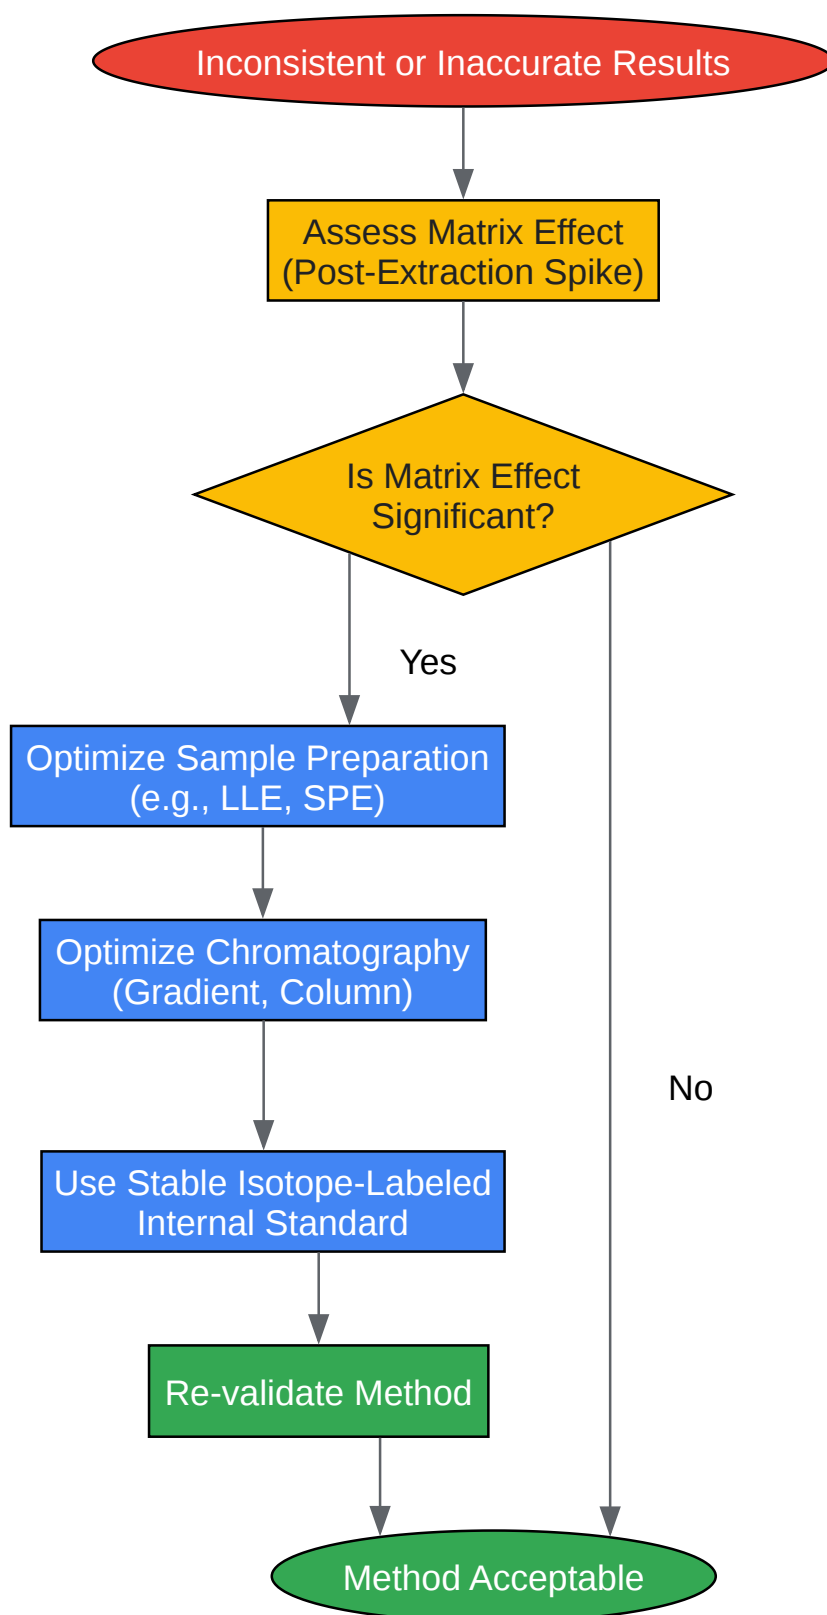 Inconsistent or Inaccurate Results
Assess Matrix Effect
(Post-Extraction Spike)
Is Matrix Effect
Significant?
Yes
Optimize Sample Preparation
(e.g., LLE, SPE)
Optimize Chromatography
(Gradient, Column)
No
Use Stable Isotope-Labeled
Internal Standard
Re-validate Method
Method Acceptable